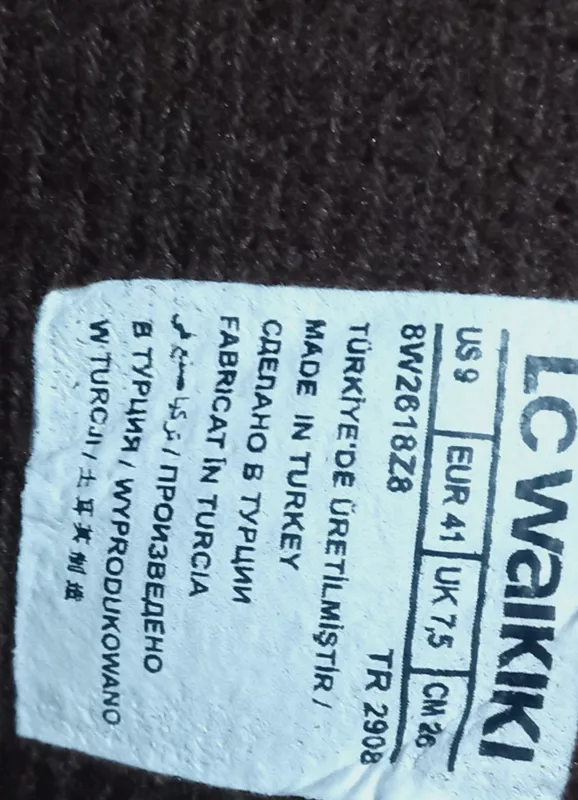 LC WAIKIKI
US 9 EUR 41 UK 7,5 CM 26
8W2618Z8 TR 2908
TÜRKİYE'DE ÜRETİLMİŞTİR /
MADE IN TURKEY
СДЕЛАНО В ТУРЦИИ
FABRICAT ÎN TURCIA
صنع في تركيا / ПРОИЗВЕДЕНО
В ТУРЦИЯ / WYPRODUKOWANO
W TURCJI / 土耳其制造